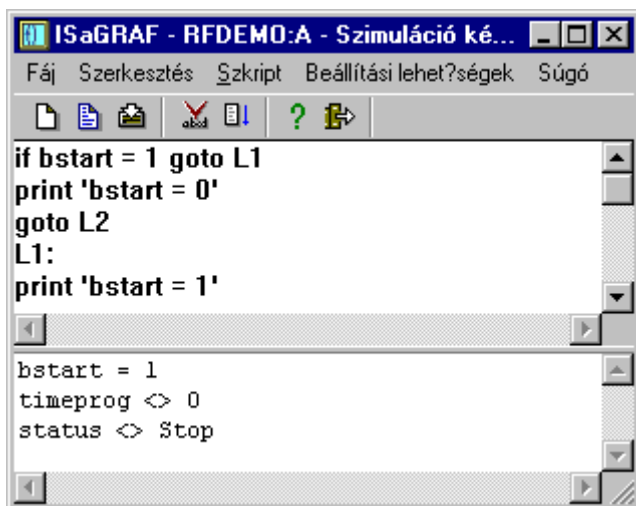 ISaGRAF - RFDEMO:A - Szimuláció ké...
Fáj Szerkesztés Szkript Beállítási lehet?ségek Súgó
if bstart = 1 goto L1
print 'bstart = 0'
goto L2
L1:
print 'bstart = 1'
bstart = 1
timeprog <> 0
status <> Stop